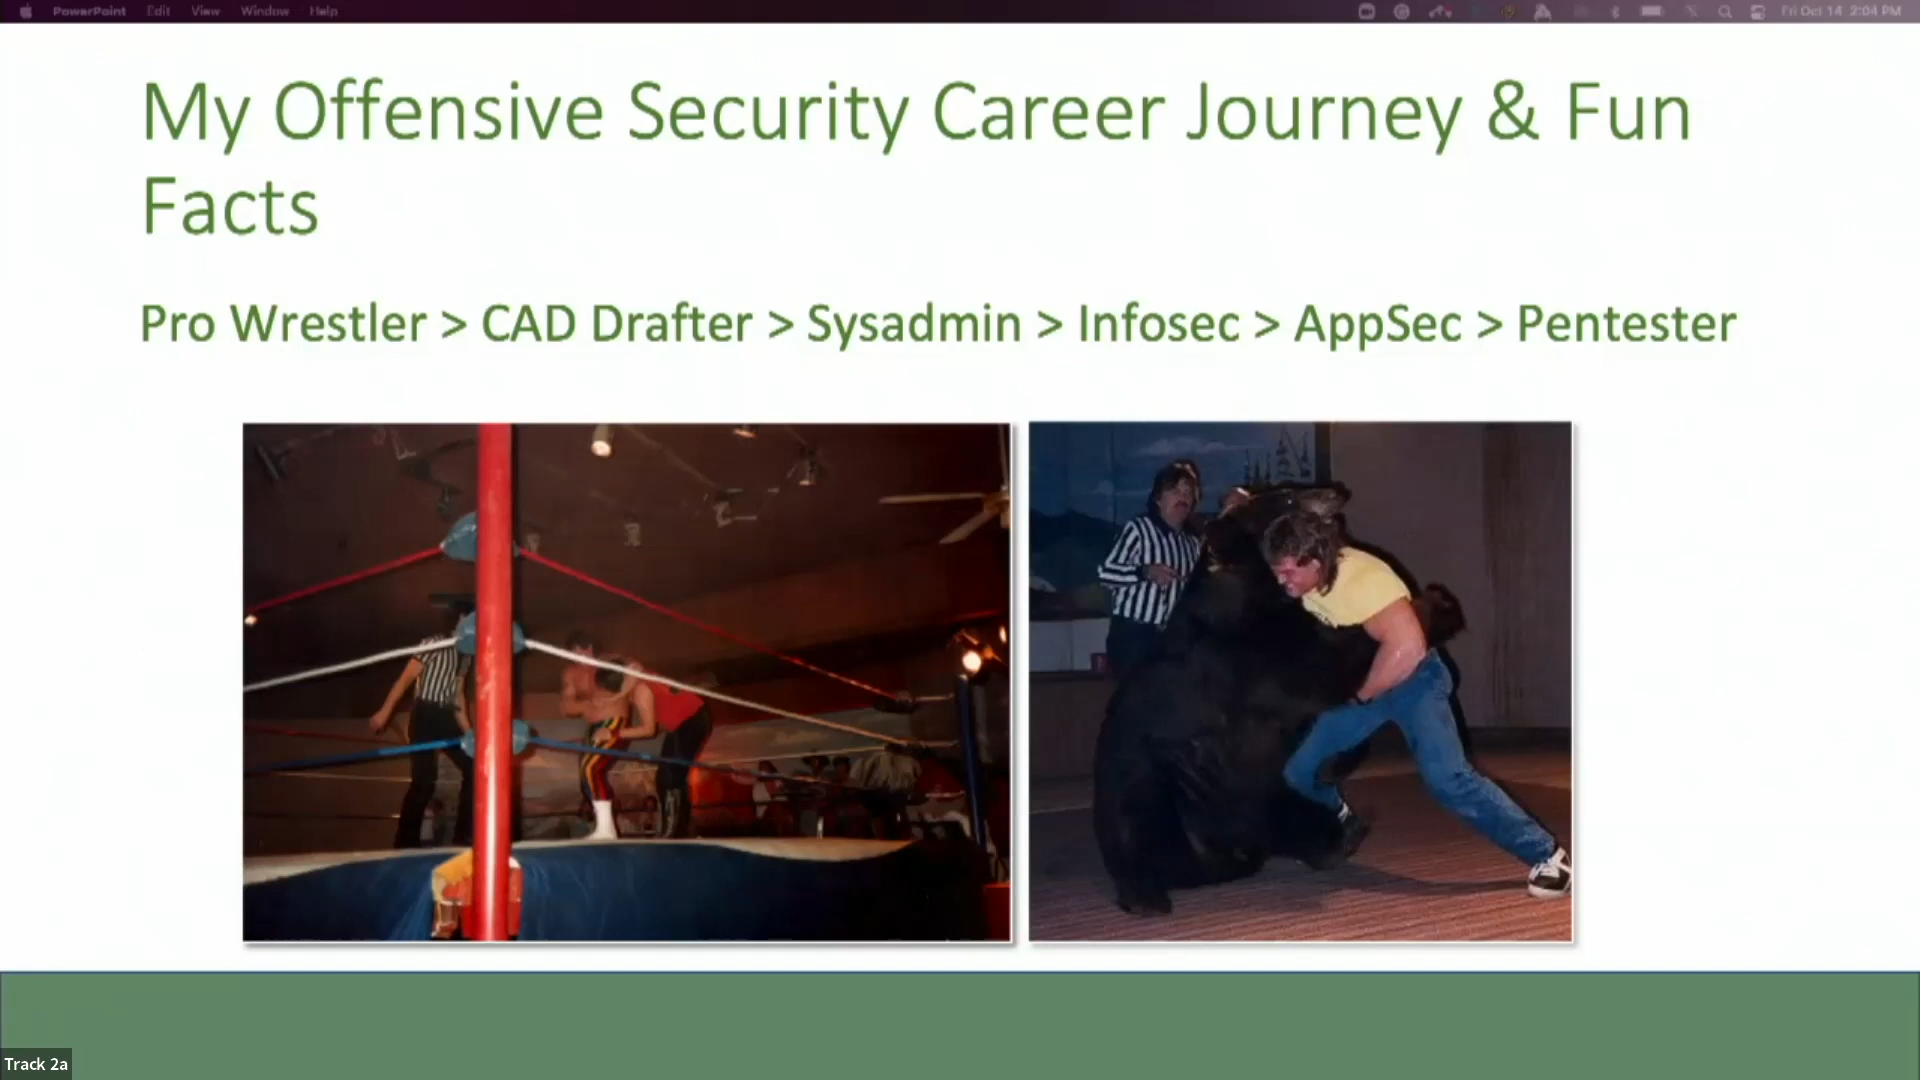 PowerPoint Edit View Window Help Fri Oct 14 2:04 PM
My Offensive Security Career Journey & Fun
Facts
Pro Wrestler > CAD Drafter > Sysadmin > Infosec > AppSec > Pentester
Track 2a